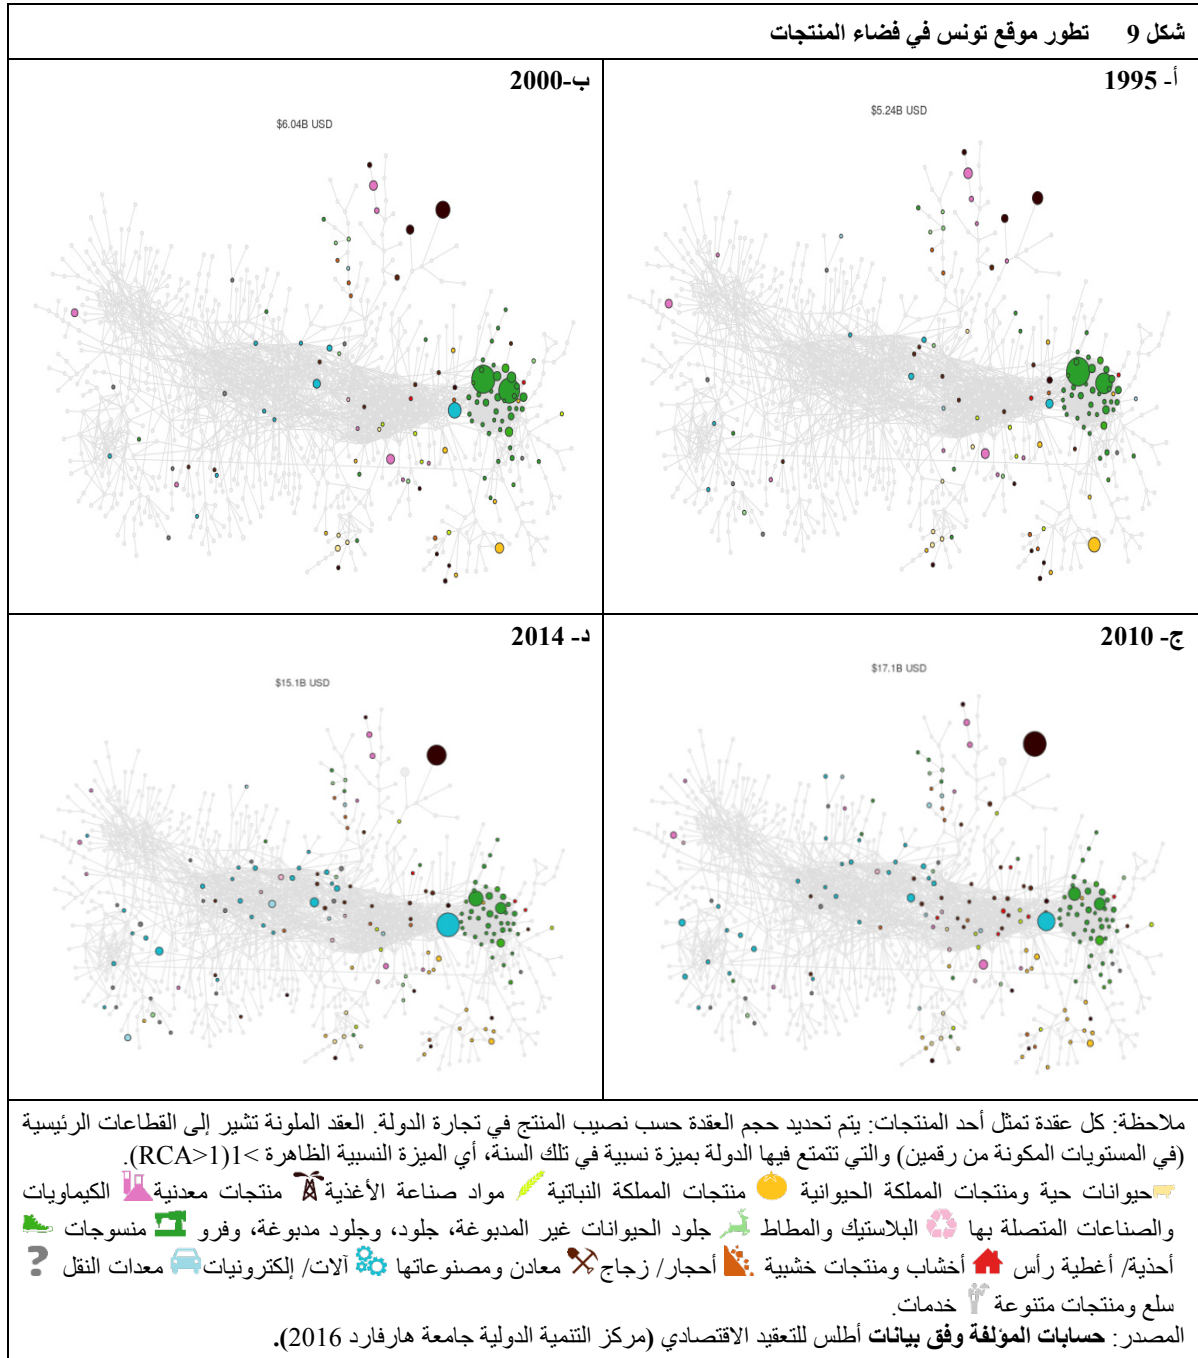 شكل 9 تطور موقع تونس في فضاء المنتجات
أ- 1995
$5.24B USD
ب-2000
$6.04B USD
ج- 2010
$17.1B USD
د- 2014
$15.1B USD
ملاحظة: كل عقدة تمثل أحد المنتجات: يتم تحديد حجم العقدة حسب نصيب المنتج في تجارة الدولة. العقد الملونة تشير إلى القطاعات الرئيسية
(في المستويات المكونة من رقمين) والتي تتمتع فيها الدولة بميزة نسبية في تلك السنة، أي الميزة النسبية الظاهرة >1(RCA>1).
حيوانات حية ومنتجات المملكة الحيوانية منتجات المملكة النباتية مواد صناعة الأغذية منتجات معدنية الكيماويات
والصناعات المتصلة بها البلاستيك والمطاط جلود الحيوانات غير المدبوغة، جلود، وجلود مدبوغة، وفرو منسوجات
أحذية/ أغطية رأس أخشاب ومنتجات خشبية أحجار/ زجاج معادن ومصنوعاتها آلات/ إلكترونيات معدات النقل ?
سلع ومنتجات متنوعة خدمات.
المصدر: حسابات المؤلفة وفق بيانات أطلس للتعقيد الاقتصادي (مركز التنمية الدولية جامعة هارفارد 2016).